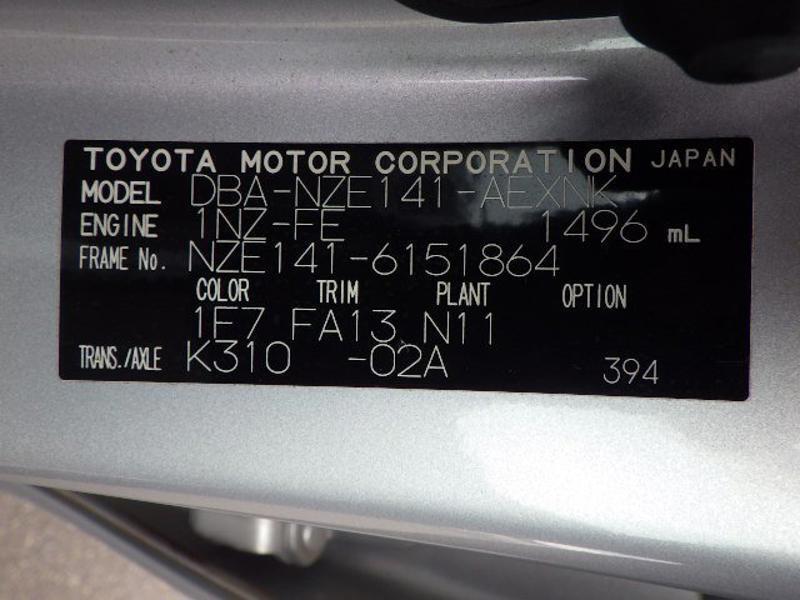 TOYOTA MOTOR CORPORATION JAPAN
MODEL DBA-NZE141-AEXNK
ENGINE 1NZ-FE 1496 mL
FRAME No. NZE141-6151864
COLOR TRIM PLANT OPTION
1E7 FA13 N11
TRANS./AXLE K310 -02A 394